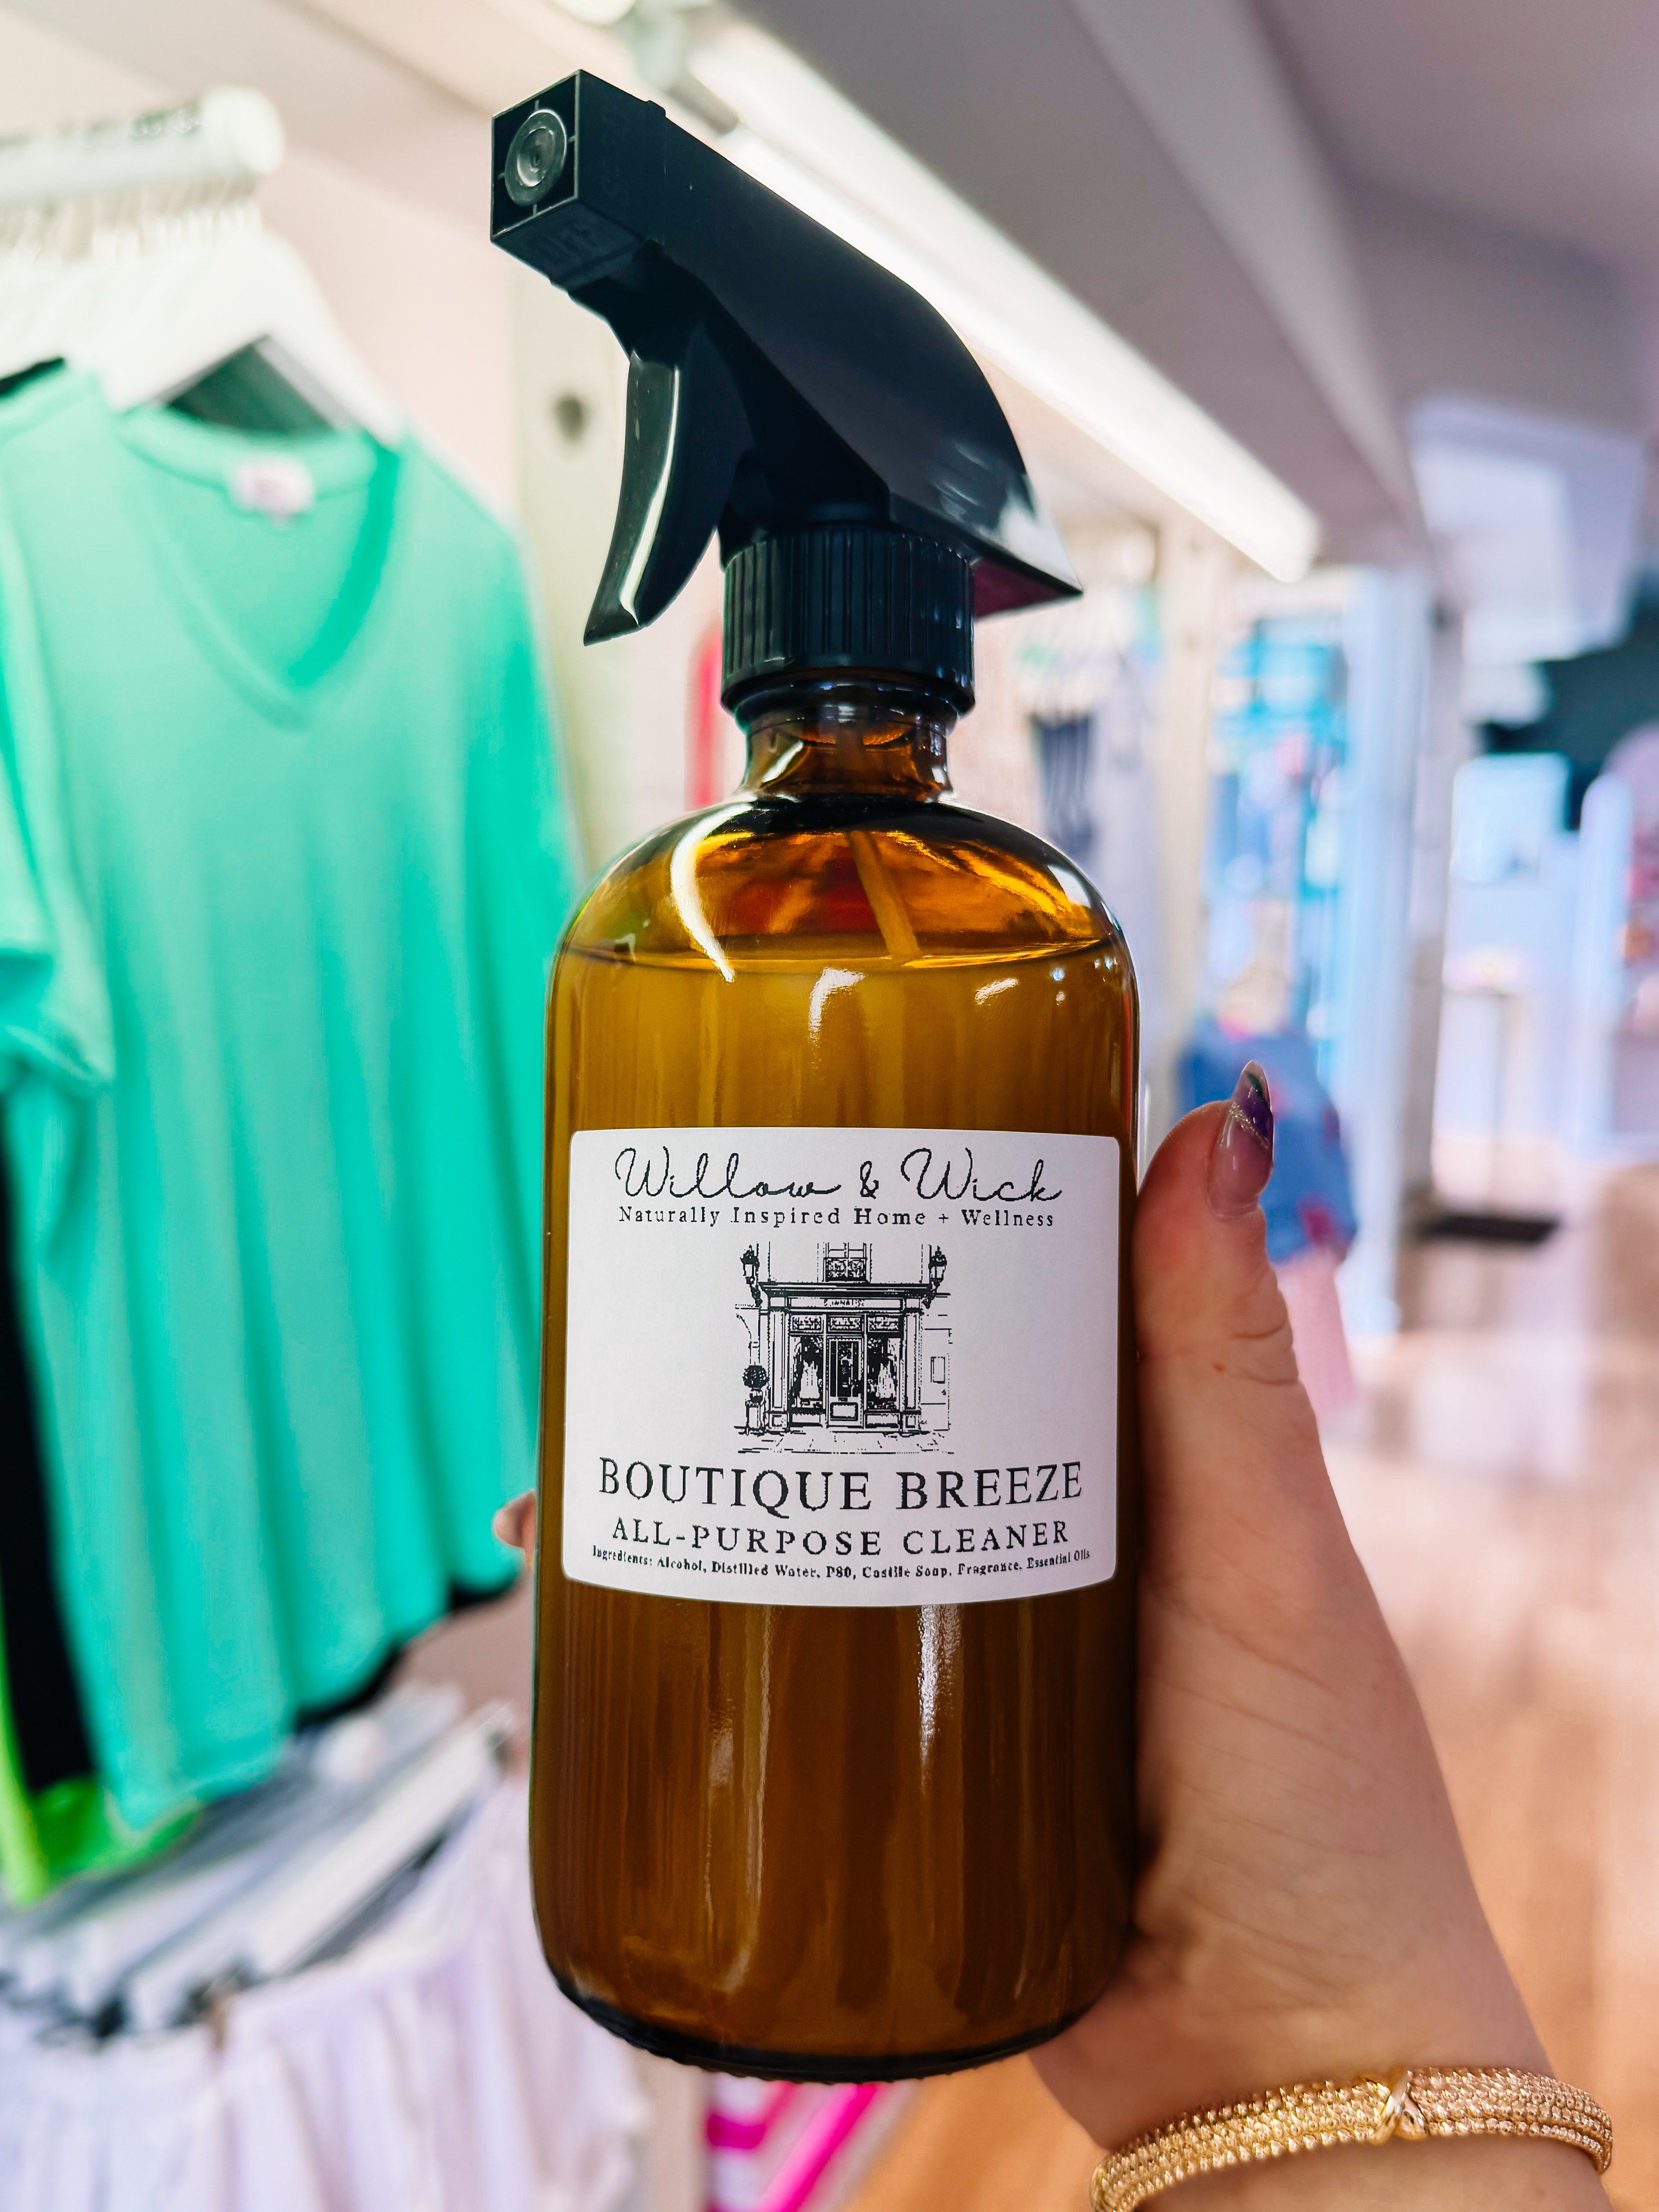 Willow & Wick
Naturally Inspired Home + Wellness
BOUTIQUE BREEZE
ALL-PURPOSE CLEANER
Ingredients: Alcohol, Distilled Water, P80, Castile Soap, Fragrance, Essential Oils